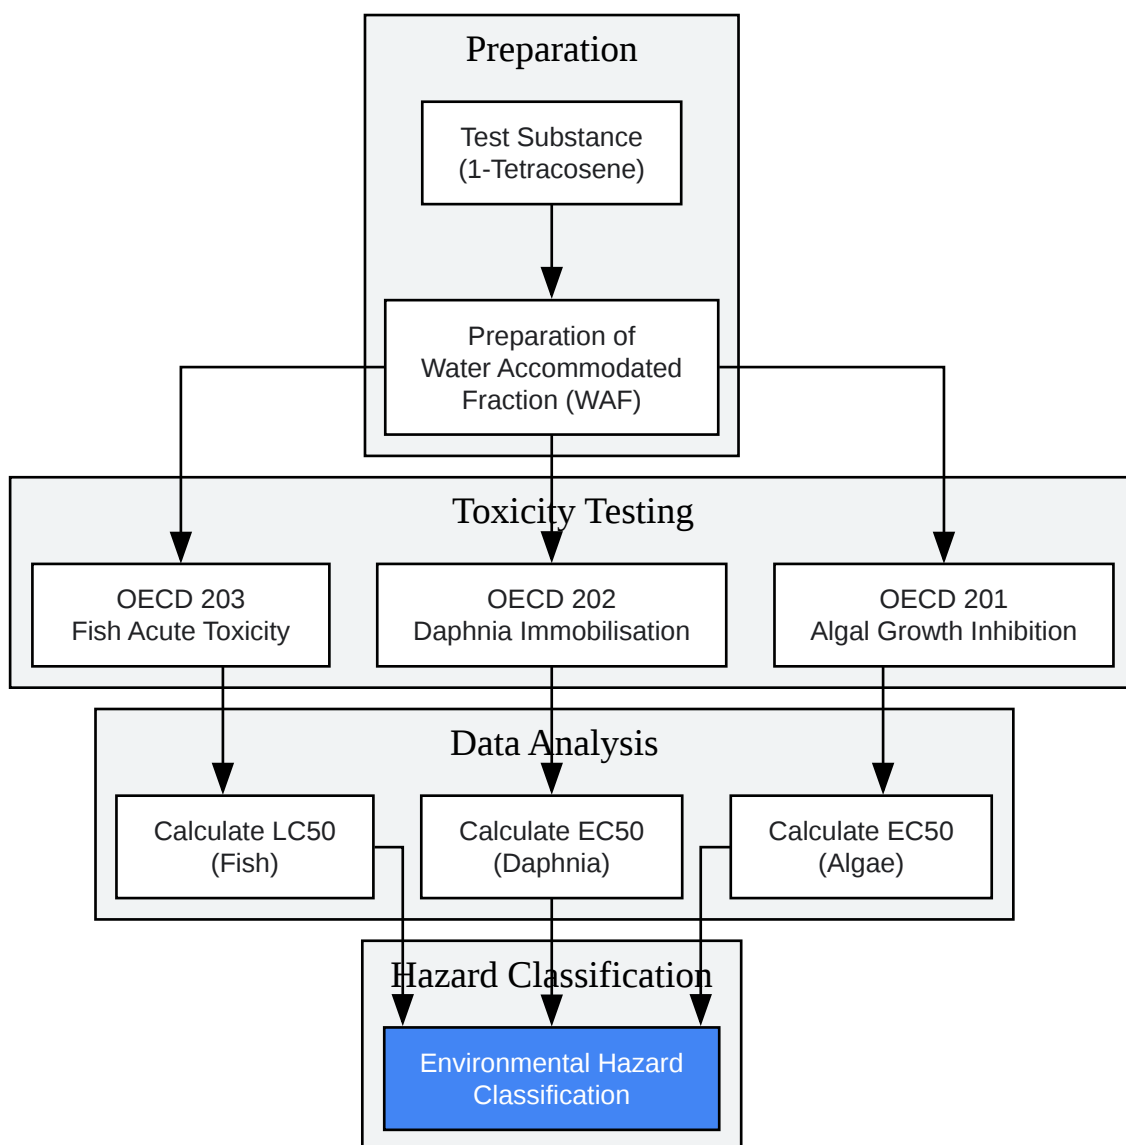 Preparation
Test Substance
(1-Tetracosene)
Preparation of
Water Accommodated
Fraction (WAF)
Toxicity Testing
OECD 203
Fish Acute Toxicity
OECD 202
Daphnia Immobilisation
OECD 201
Algal Growth Inhibition
Data Analysis
Calculate LC50
(Fish)
Calculate EC50
(Daphnia)
Calculate EC50
(Algae)
Hazard Classification
Environmental Hazard
Classification